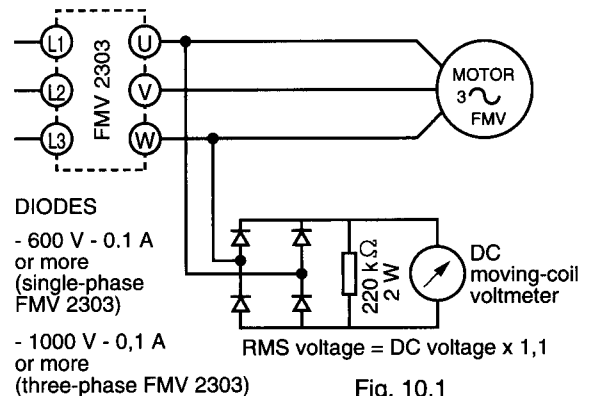 L1
L2
L3
FMV 2303
U
V
W
MOTOR
3
FMV
DIODES
- 600 V - 0.1 A
or more
(single-phase
FMV 2303)
- 1000 V - 0,1 A
or more
(three-phase FMV 2303)
220 kΩ
2 W
DC
moving-coil
voltmeter
RMS voltage = DC voltage x 1,1
Fig. 10.1